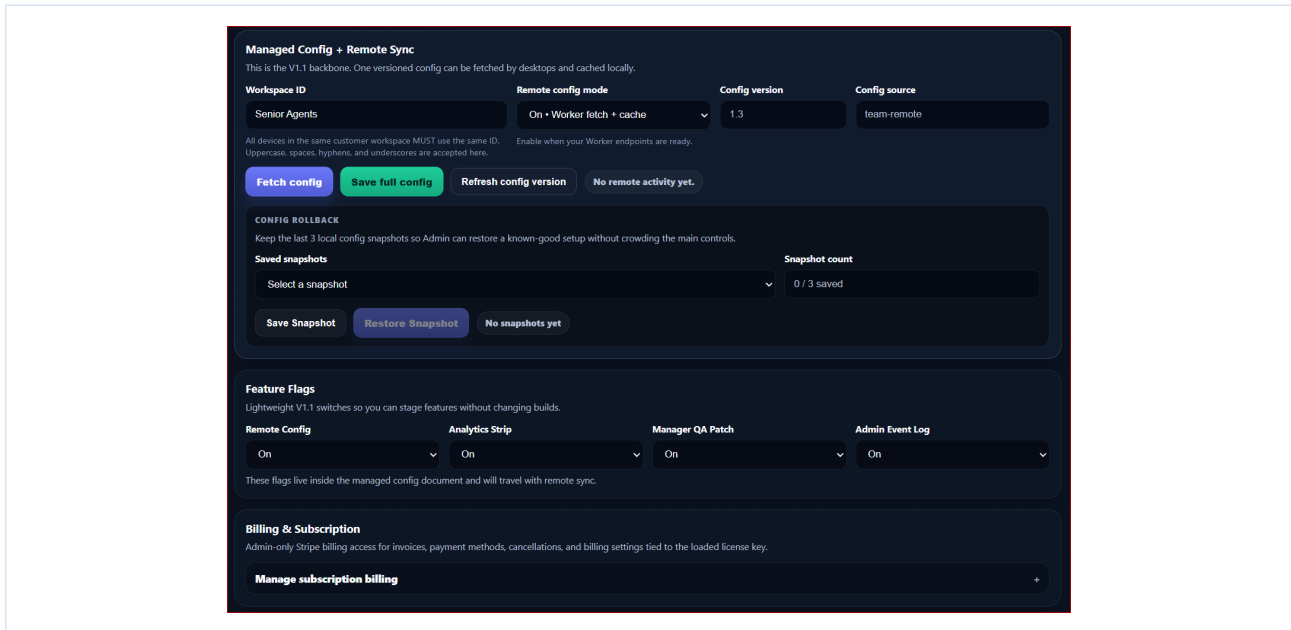 Managed Config + Remote Sync
This is the V1.1 backbone. One versioned config can be fetched by desktops and cached locally.
Workspace ID
Remote config mode
Config version
Config source
Senior Agents
On • Worker fetch + cache
1.3
team-remote
All devices in the same customer workspace MUST use the same ID.
Uppercase, spaces, hyphens, and underscores are accepted here.
Enable when your Worker endpoints are ready.
Fetch config
Save full config
Refresh config version
No remote activity yet.
CONFIG ROLLBACK
Keep the last 3 local config snapshots so Admin can restore a known-good setup without crowding the main controls.
Saved snapshots
Snapshot count
Select a snapshot
0 / 3 saved
Save Snapshot
Restore Snapshot
No snapshots yet
Feature Flags
Lightweight V1.1 switches so you can stage features without changing builds.
Remote Config
Analytics Strip
Manager QA Patch
Admin Event Log
On
On
On
On
These flags live inside the managed config document and will travel with remote sync.
Billing & Subscription
Admin-only Stripe billing access for invoices, payment methods, cancellations, and billing settings tied to the loaded license key.
Manage subscription billing
+